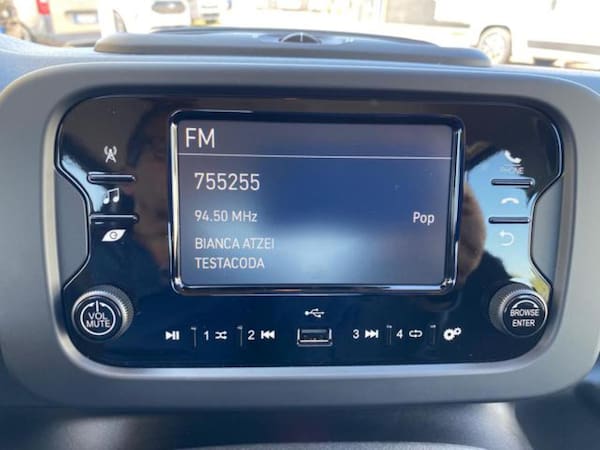 FM
755255
94.50 MHz
Pop
BIANCA ATZEI
TESTACODA
PHONE
VOL
MUTE
BROWSE
ENTER
1
2
3
4